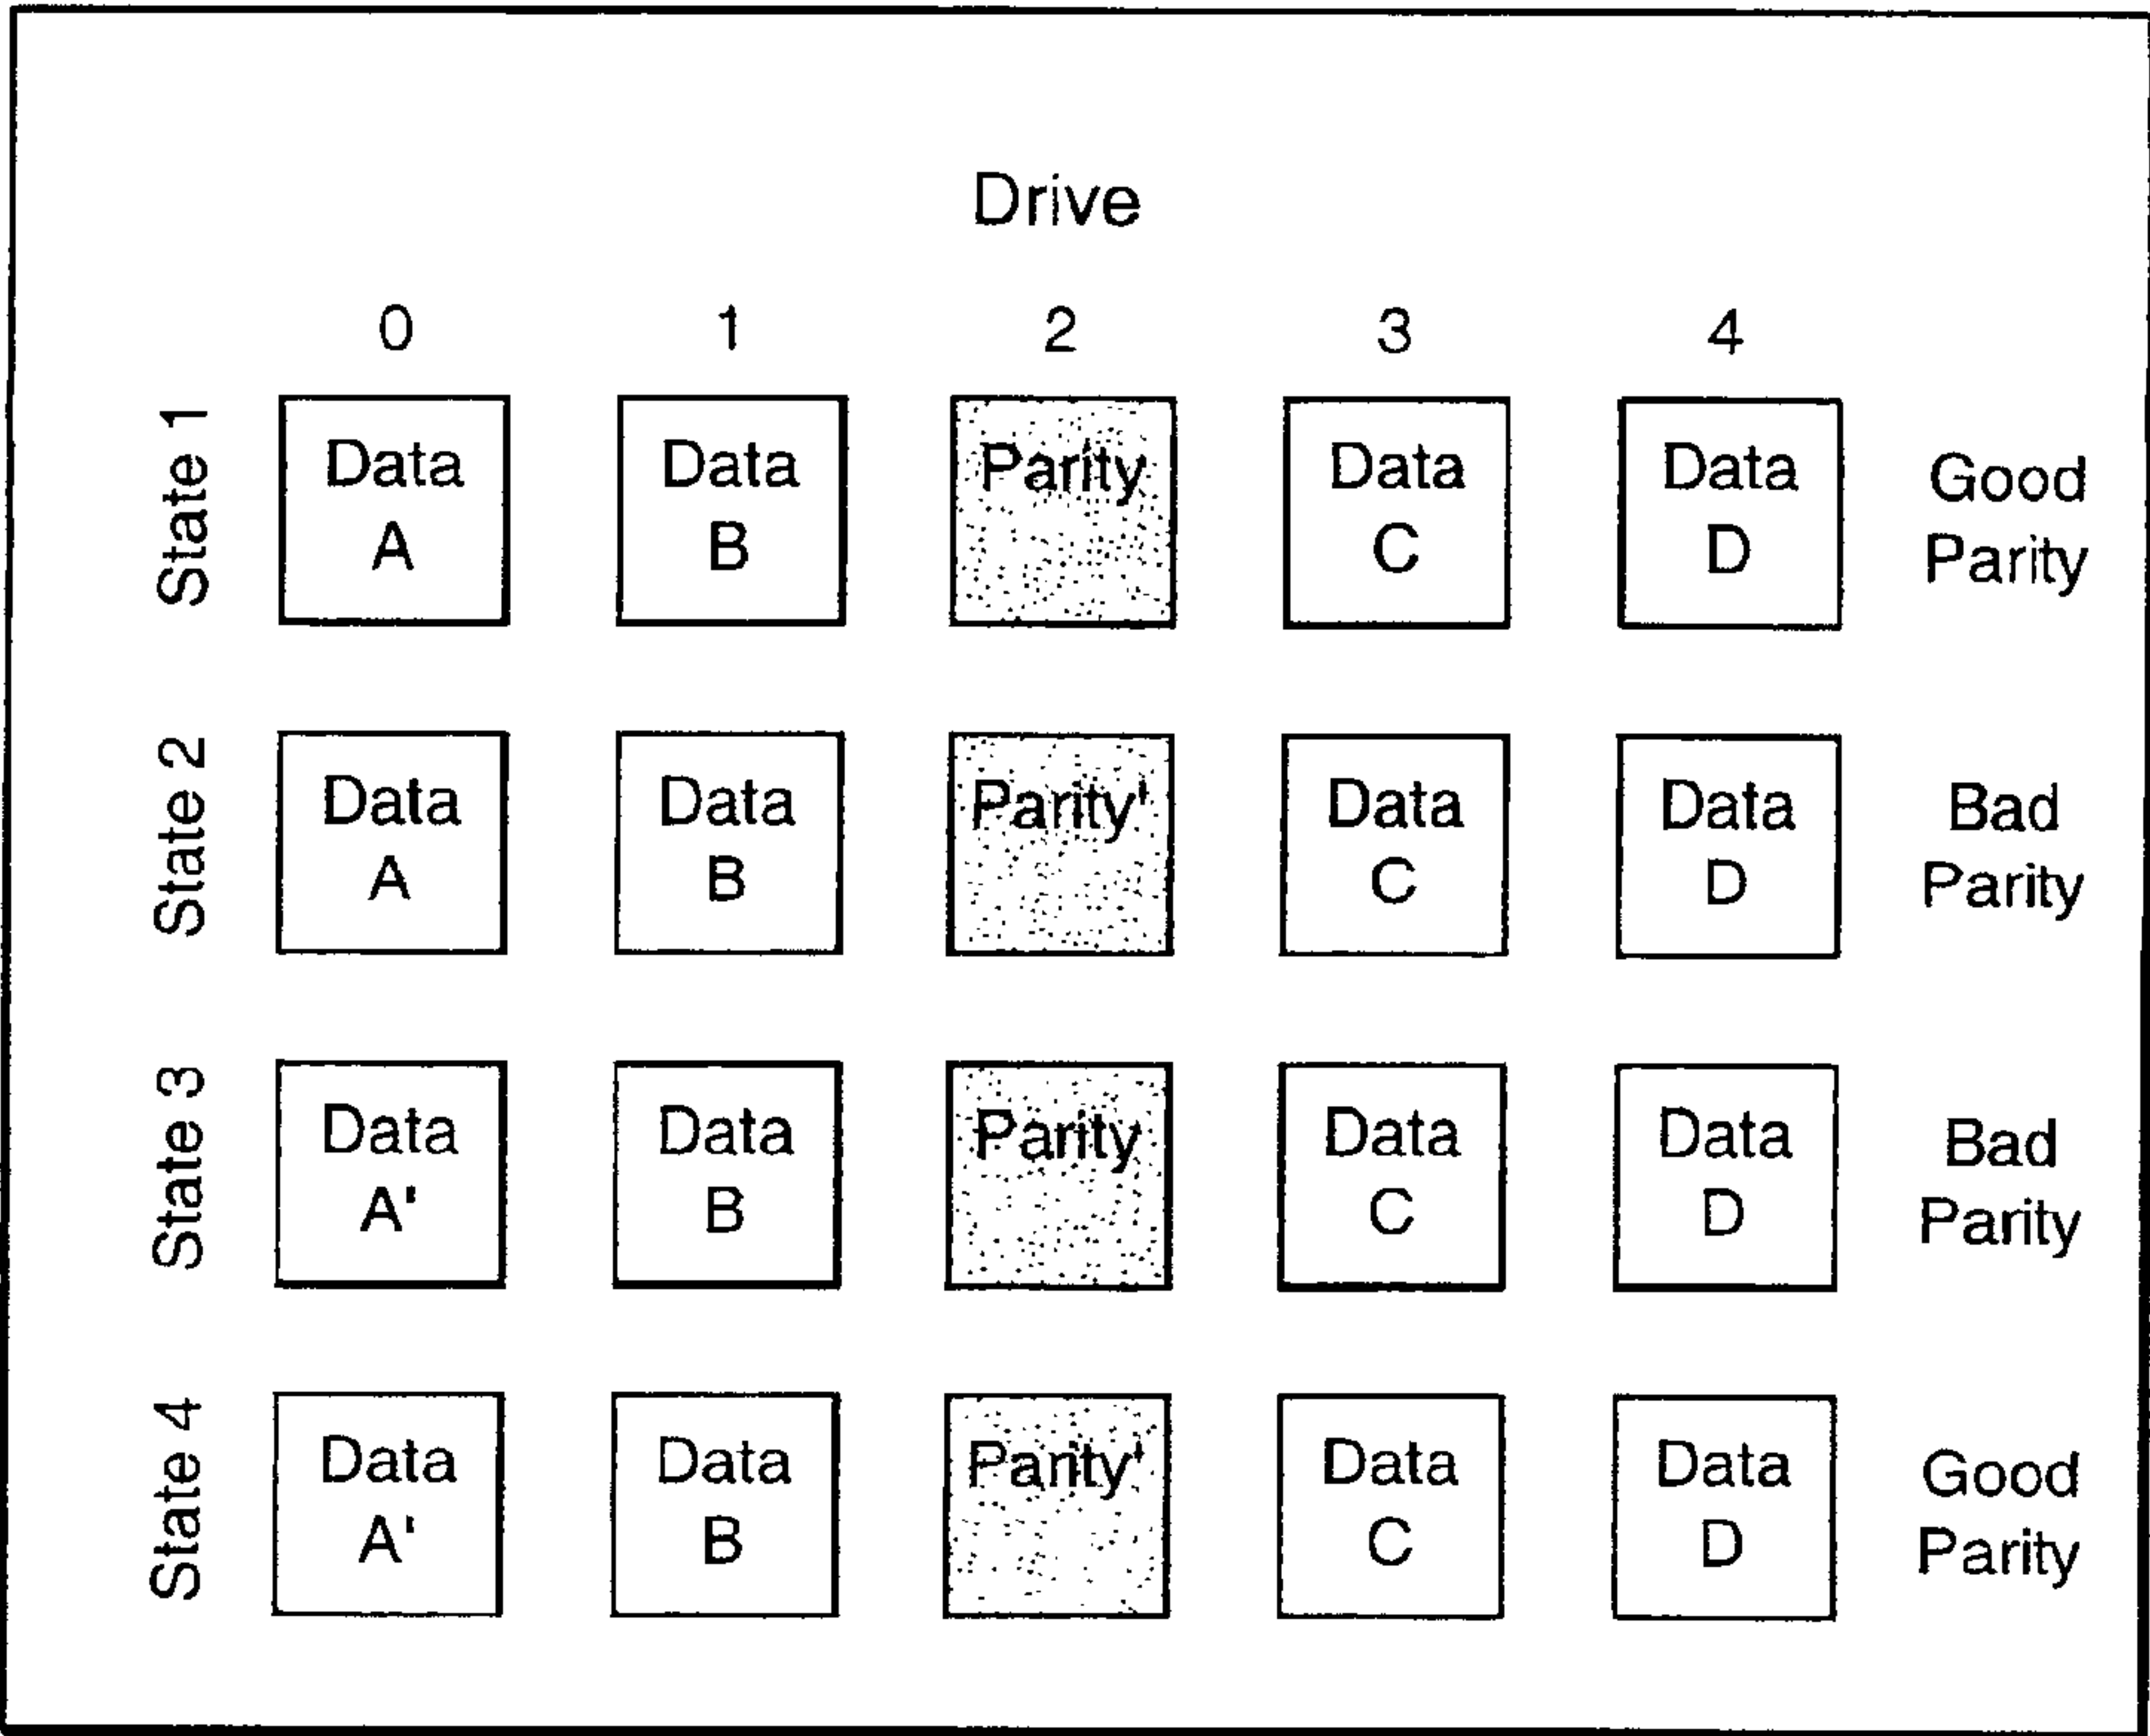 Drive
0 1 2 3 4
State 1
Data Data Parity Data Data Good
A B C D Parity
State 2
Data Data Parity' Data Data Bad
A B C D Parity
State 3
Data Data Parity Data Data Bad
A' B C D Parity
State 4
Data Data Parity' Data Data Good
A' B C D Parity